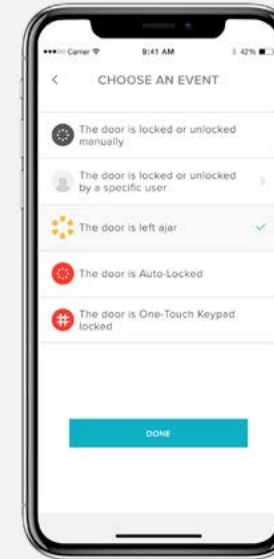 Carrier 9:41 AM 42%
CHOOSE AN EVENT
The door is locked or unlocked
manually
The door is locked or unlocked
by a specific user
The door is left ajar
The door is Auto-Locked
The door is One-Touch Keypad
locked
DONE